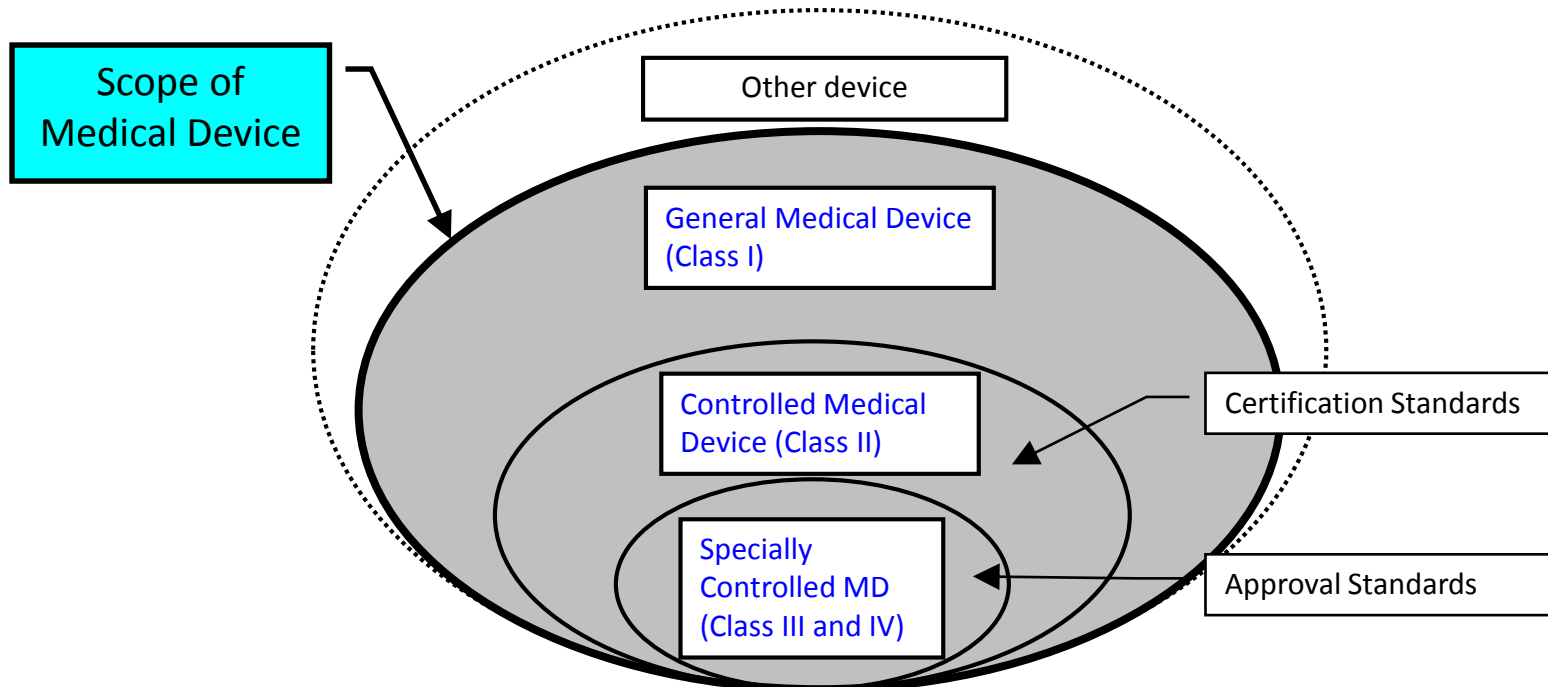 Scope of
Medical Device
Other device
General Medical Device
(Class I)
Controlled Medical
Device (Class II)
Certification Standards
Specially
Controlled MD
(Class III and IV)
Approval Standards